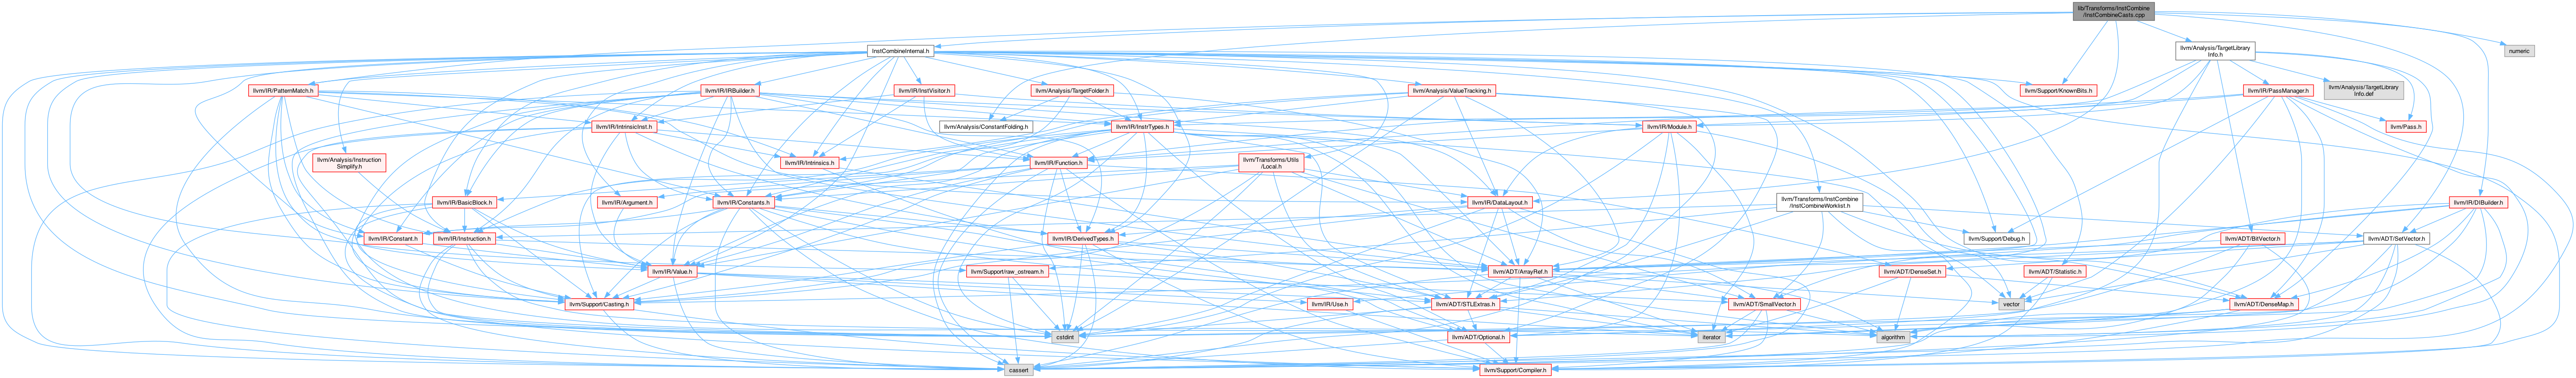 lib/Transforms/InstCombine
/InstCombineCasts.cpp
InstCombineInternal.h
llvm/Analysis/TargetLibrary
Info.h
numeric
llvm/IR/PatternMatch.h
llvm/IR/IRBuilder.h
llvm/IR/InstVisitor.h
llvm/Analysis/TargetFolder.h
llvm/Analysis/ValueTracking.h
llvm/Support/KnownBits.h
llvm/IR/PassManager.h
llvm/Analysis/TargetLibrary
Info.def
llvm/IR/IntrinsicInst.h
llvm/Analysis/ConstantFolding.h
llvm/IR/InstrTypes.h
llvm/IR/Module.h
llvm/Pass.h
llvm/Analysis/Instruction
Simplify.h
llvm/IR/Intrinsics.h
llvm/IR/Function.h
llvm/Transforms/Utils
/Local.h
llvm/IR/BasicBlock.h
llvm/IR/Argument.h
llvm/IR/Constants.h
llvm/IR/DataLayout.h
llvm/Transforms/InstCombine
/InstCombineWorklist.h
llvm/IR/DIBuilder.h
llvm/IR/Constant.h
llvm/IR/Instruction.h
llvm/IR/DerivedTypes.h
llvm/Support/Debug.h
llvm/ADT/BitVector.h
llvm/ADT/SetVector.h
llvm/IR/Value.h
llvm/Support/raw_ostream.h
llvm/ADT/ArrayRef.h
llvm/ADT/DenseSet.h
llvm/ADT/Statistic.h
llvm/Support/Casting.h
llvm/IR/Use.h
llvm/ADT/STLExtras.h
llvm/ADT/SmallVector.h
vector
llvm/ADT/DenseMap.h
cstdint
llvm/ADT/Optional.h
iterator
algorithm
cassert
llvm/Support/Compiler.h